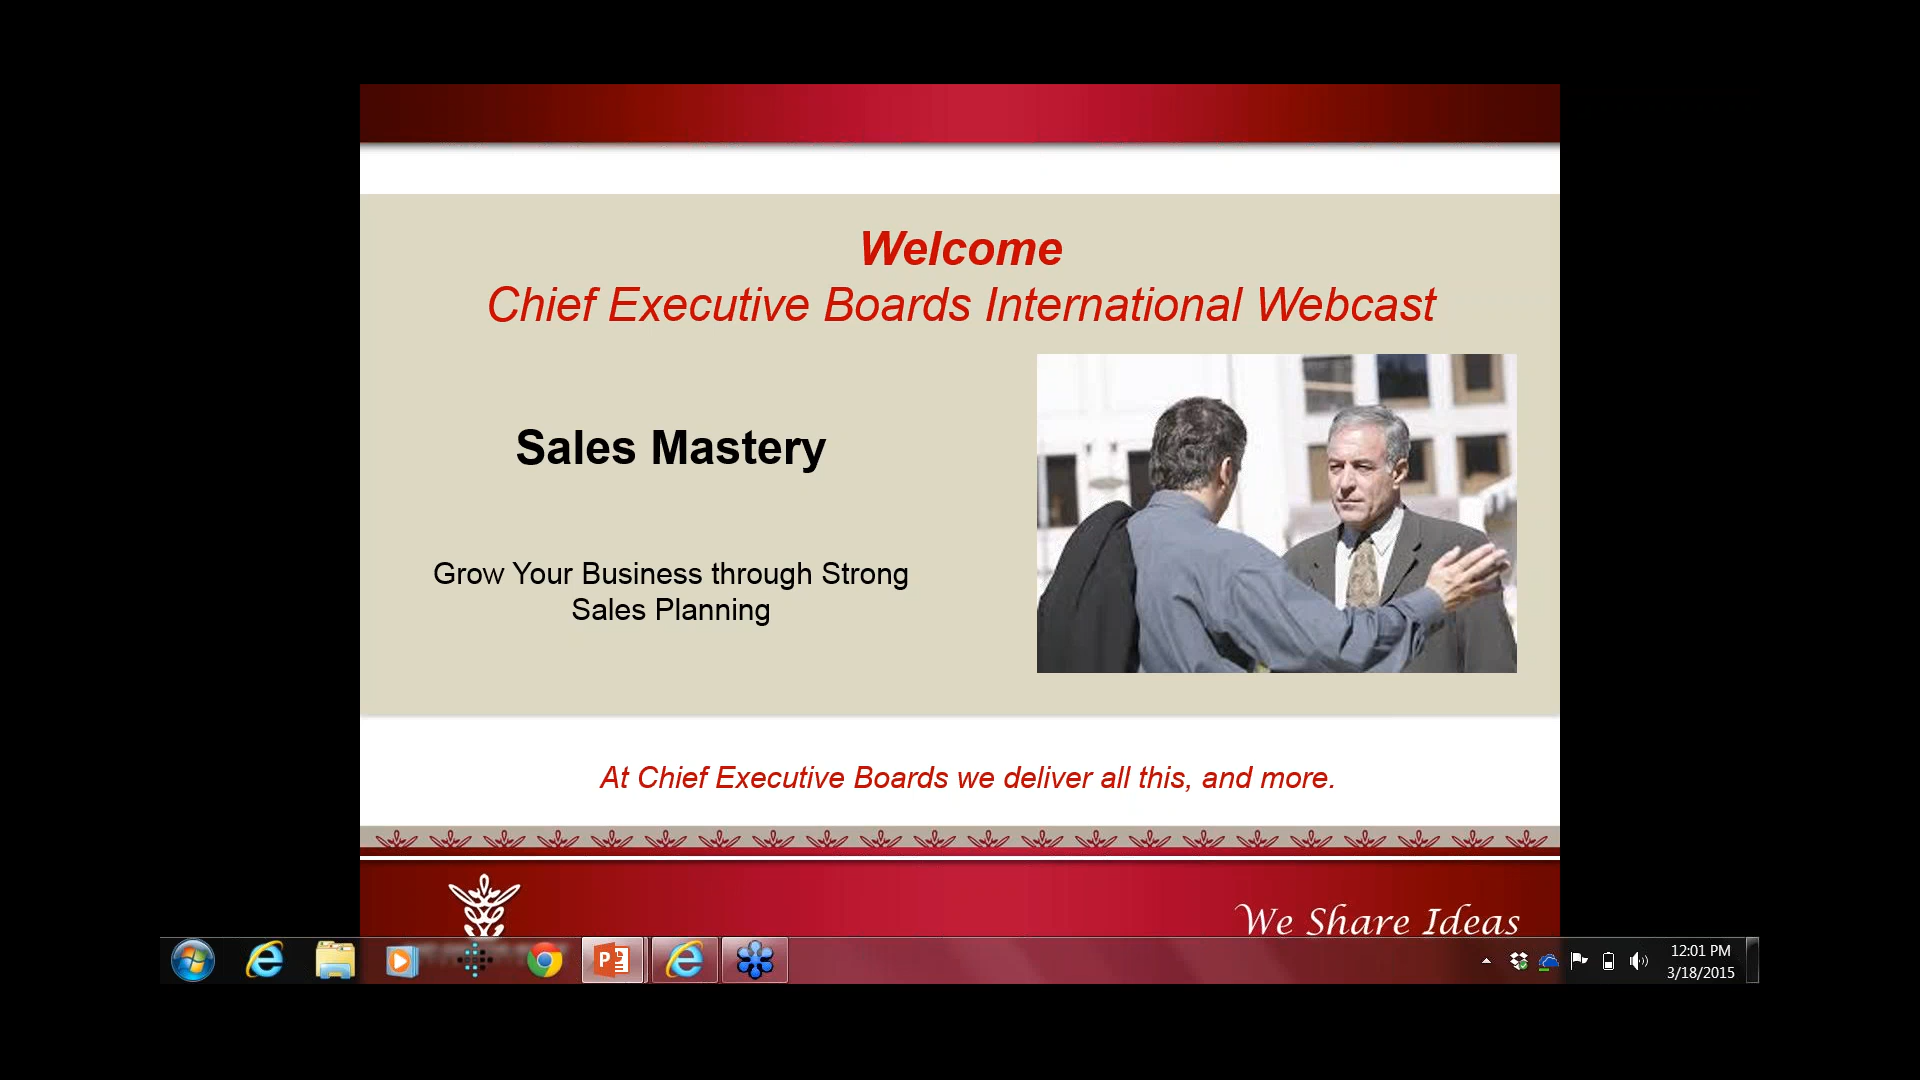 Welcome
Chief Executive Boards International Webcast
Sales Mastery
Grow Your Business through Strong
Sales Planning
At Chief Executive Boards we deliver all this, and more.
We Share Ideas
12:01 PM
3/18/2015